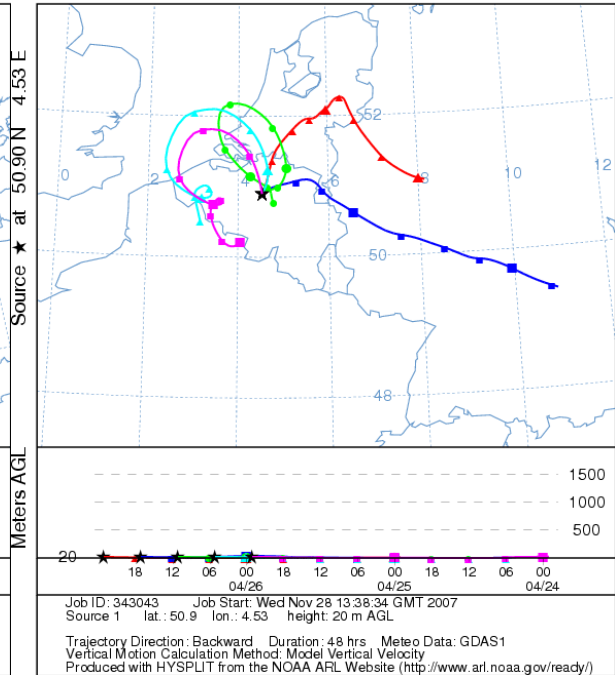 Source ★ at 50.90 N 4.53 E
52
0
2
4
6
8
10
12
50
48
Meters AGL
1500
1000
500
20
18 12 06 00 18 12 06 00 18 12 06 00
04/26 04/25 04/24
Job ID: 343043 Job Start: Wed Nov 28 13:38:34 GMT 2007
Source 1 lat.: 50.9 lon.: 4.53 height: 20 m AGL
Trajectory Direction: Backward Duration: 48 hrs Meteo Data: GDAS1
Vertical Motion Calculation Method: Model Vertical Velocity
Produced with HYSPLIT from the NOAA ARL Website (http://www.arl.noaa.gov/ready/)